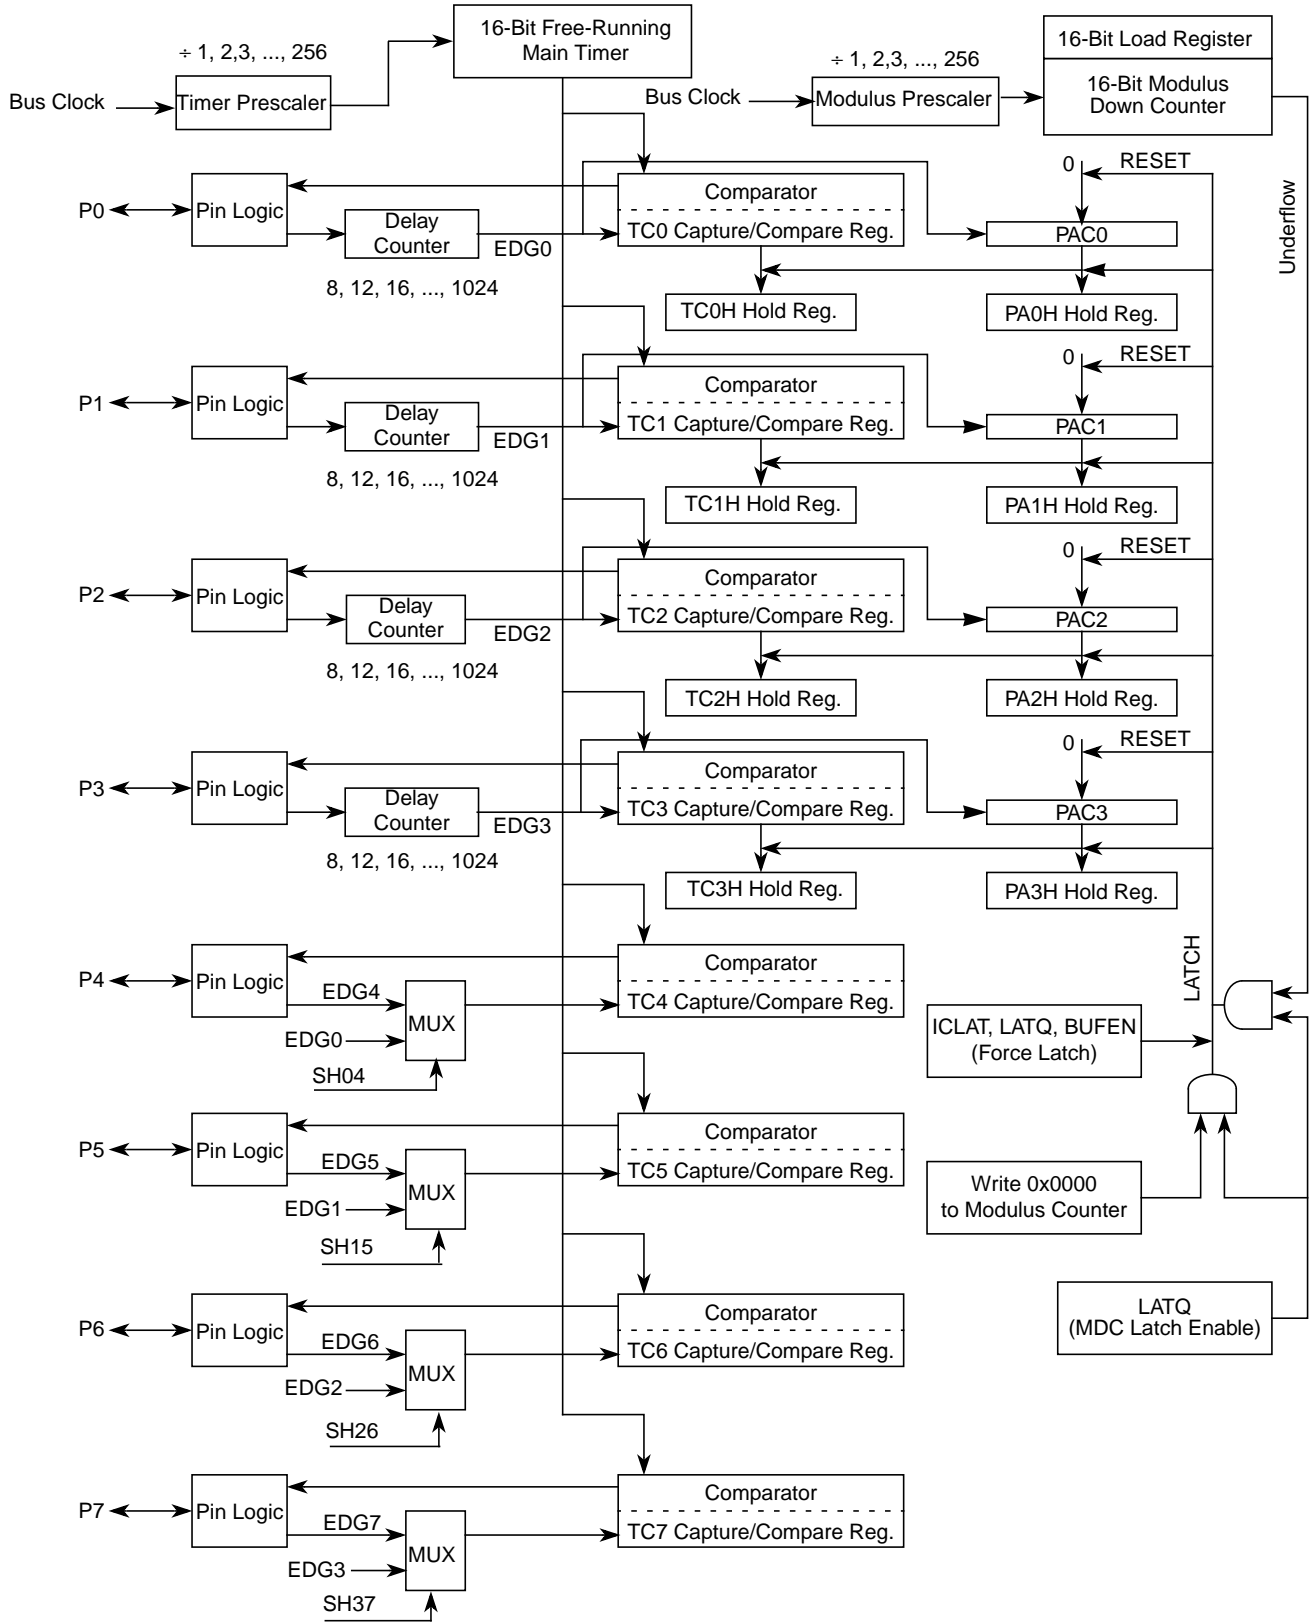 16-Bit Free-Running
Main Timer
16-Bit Load Register
16-Bit Modulus
Down Counter
÷ 1, 2,3, ..., 256
Bus Clock
Timer Prescaler
÷ 1, 2,3, ..., 256
Bus Clock
Modulus Prescaler
Underflow
P0
Pin Logic
Delay
Counter
8, 12, 16, ..., 1024
EDG0
Comparator
TC0 Capture/Compare Reg.
TC0H Hold Reg.
0
RESET
PAC0
PA0H Hold Reg.
P1
Pin Logic
Delay
Counter
8, 12, 16, ..., 1024
EDG1
Comparator
TC1 Capture/Compare Reg.
TC1H Hold Reg.
0
RESET
PAC1
PA1H Hold Reg.
P2
Pin Logic
Delay
Counter
8, 12, 16, ..., 1024
EDG2
Comparator
TC2 Capture/Compare Reg.
TC2H Hold Reg.
0
RESET
PAC2
PA2H Hold Reg.
P3
Pin Logic
Delay
Counter
8, 12, 16, ..., 1024
EDG3
Comparator
TC3 Capture/Compare Reg.
TC3H Hold Reg.
0
RESET
PAC3
PA3H Hold Reg.
LATCH
P4
Pin Logic
EDG4
EDG0
MUX
SH04
Comparator
TC4 Capture/Compare Reg.
ICLAT, LATQ, BUFEN
(Force Latch)
P5
Pin Logic
EDG5
EDG1
MUX
SH15
Comparator
TC5 Capture/Compare Reg.
Write 0x0000
to Modulus Counter
P6
Pin Logic
EDG6
EDG2
MUX
SH26
Comparator
TC6 Capture/Compare Reg.
LATQ
(MDC Latch Enable)
P7
Pin Logic
EDG7
EDG3
MUX
SH37
Comparator
TC7 Capture/Compare Reg.